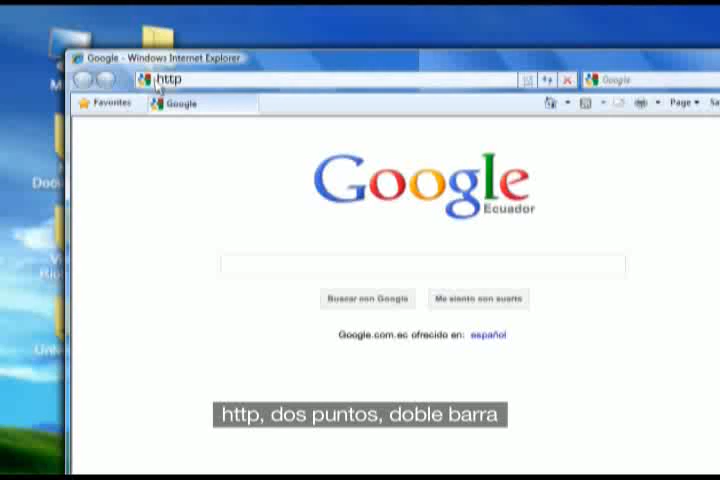 Google - Windows Internet Explorer
http
Google
Favorites
Google
Page
Google
Ecuador
Buscar con Google
Me siento con suerte
Google.com.ec ofrecido en: español
http, dos puntos, doble barra